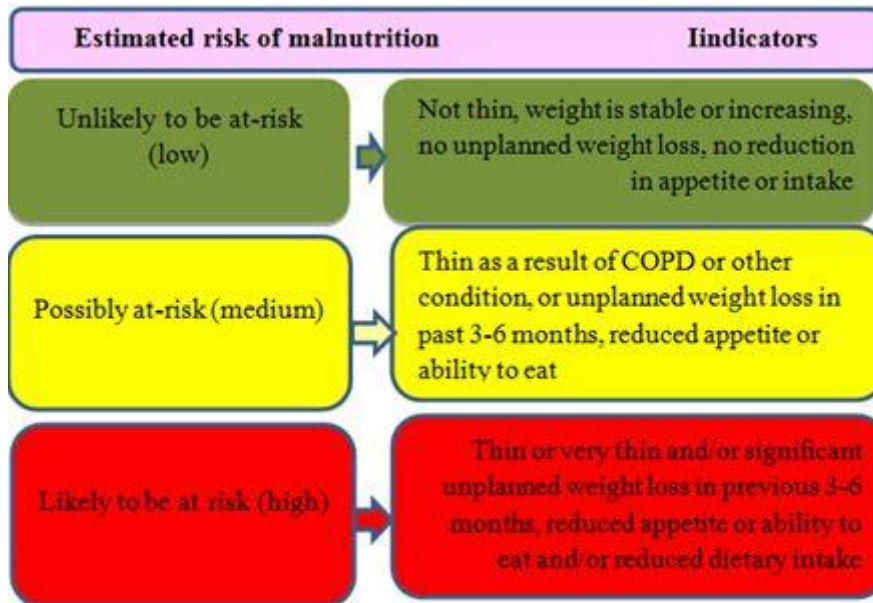 Estimated risk of malnutrition Iindicators
Unlikely to be at-risk
(low)
Not thin, weight is stable or increasing,
no unplanned weight loss, no reduction
in appetite or intake
Possibly at-risk (medium)
Thin as a result of COPD or other
condition, or unplanned weight loss in
past 3-6 months, reduced appetite or
ability to eat
Likely to be at risk (high)
Thin or very thin and/or significant
unplanned weight loss in previous 3-6
months, reduced appetite or ability to
eat and/or reduced dietary intake